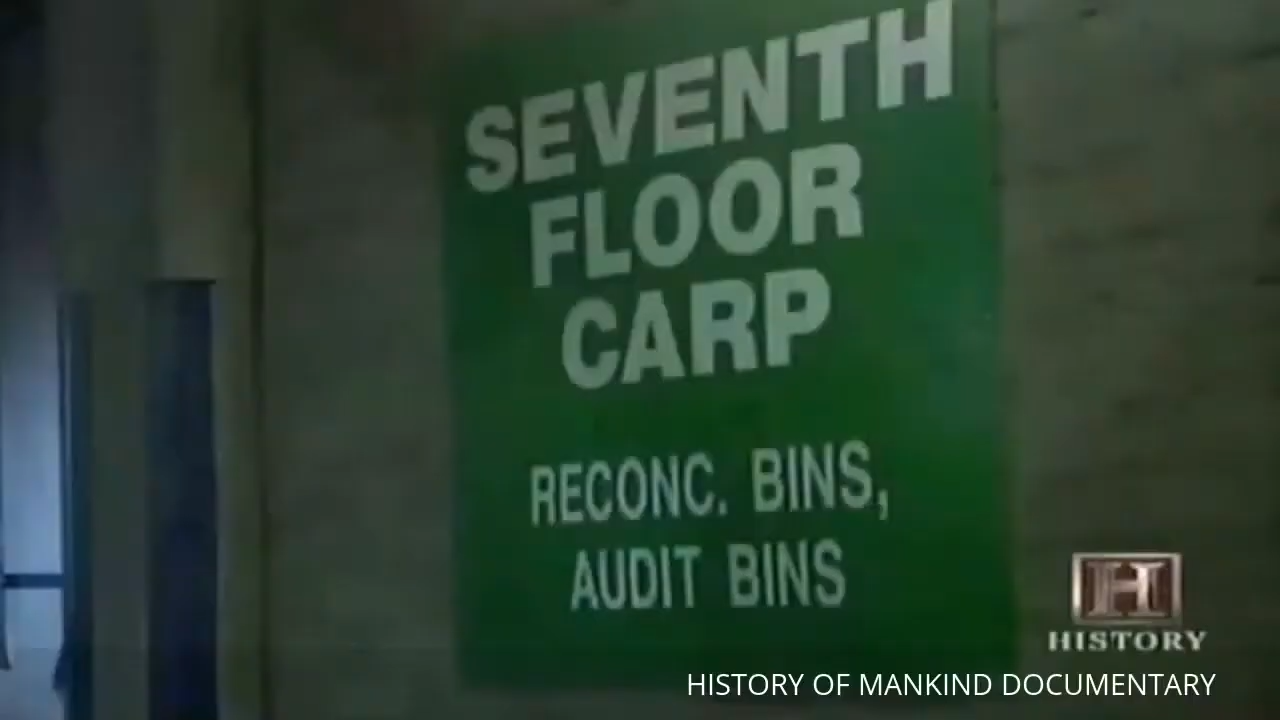 SEVENTH
FLOOR
CARP
RECONC. BINS,
AUDIT BINS
H
HISTORY
HISTORY OF MANKIND DOCUMENTARY